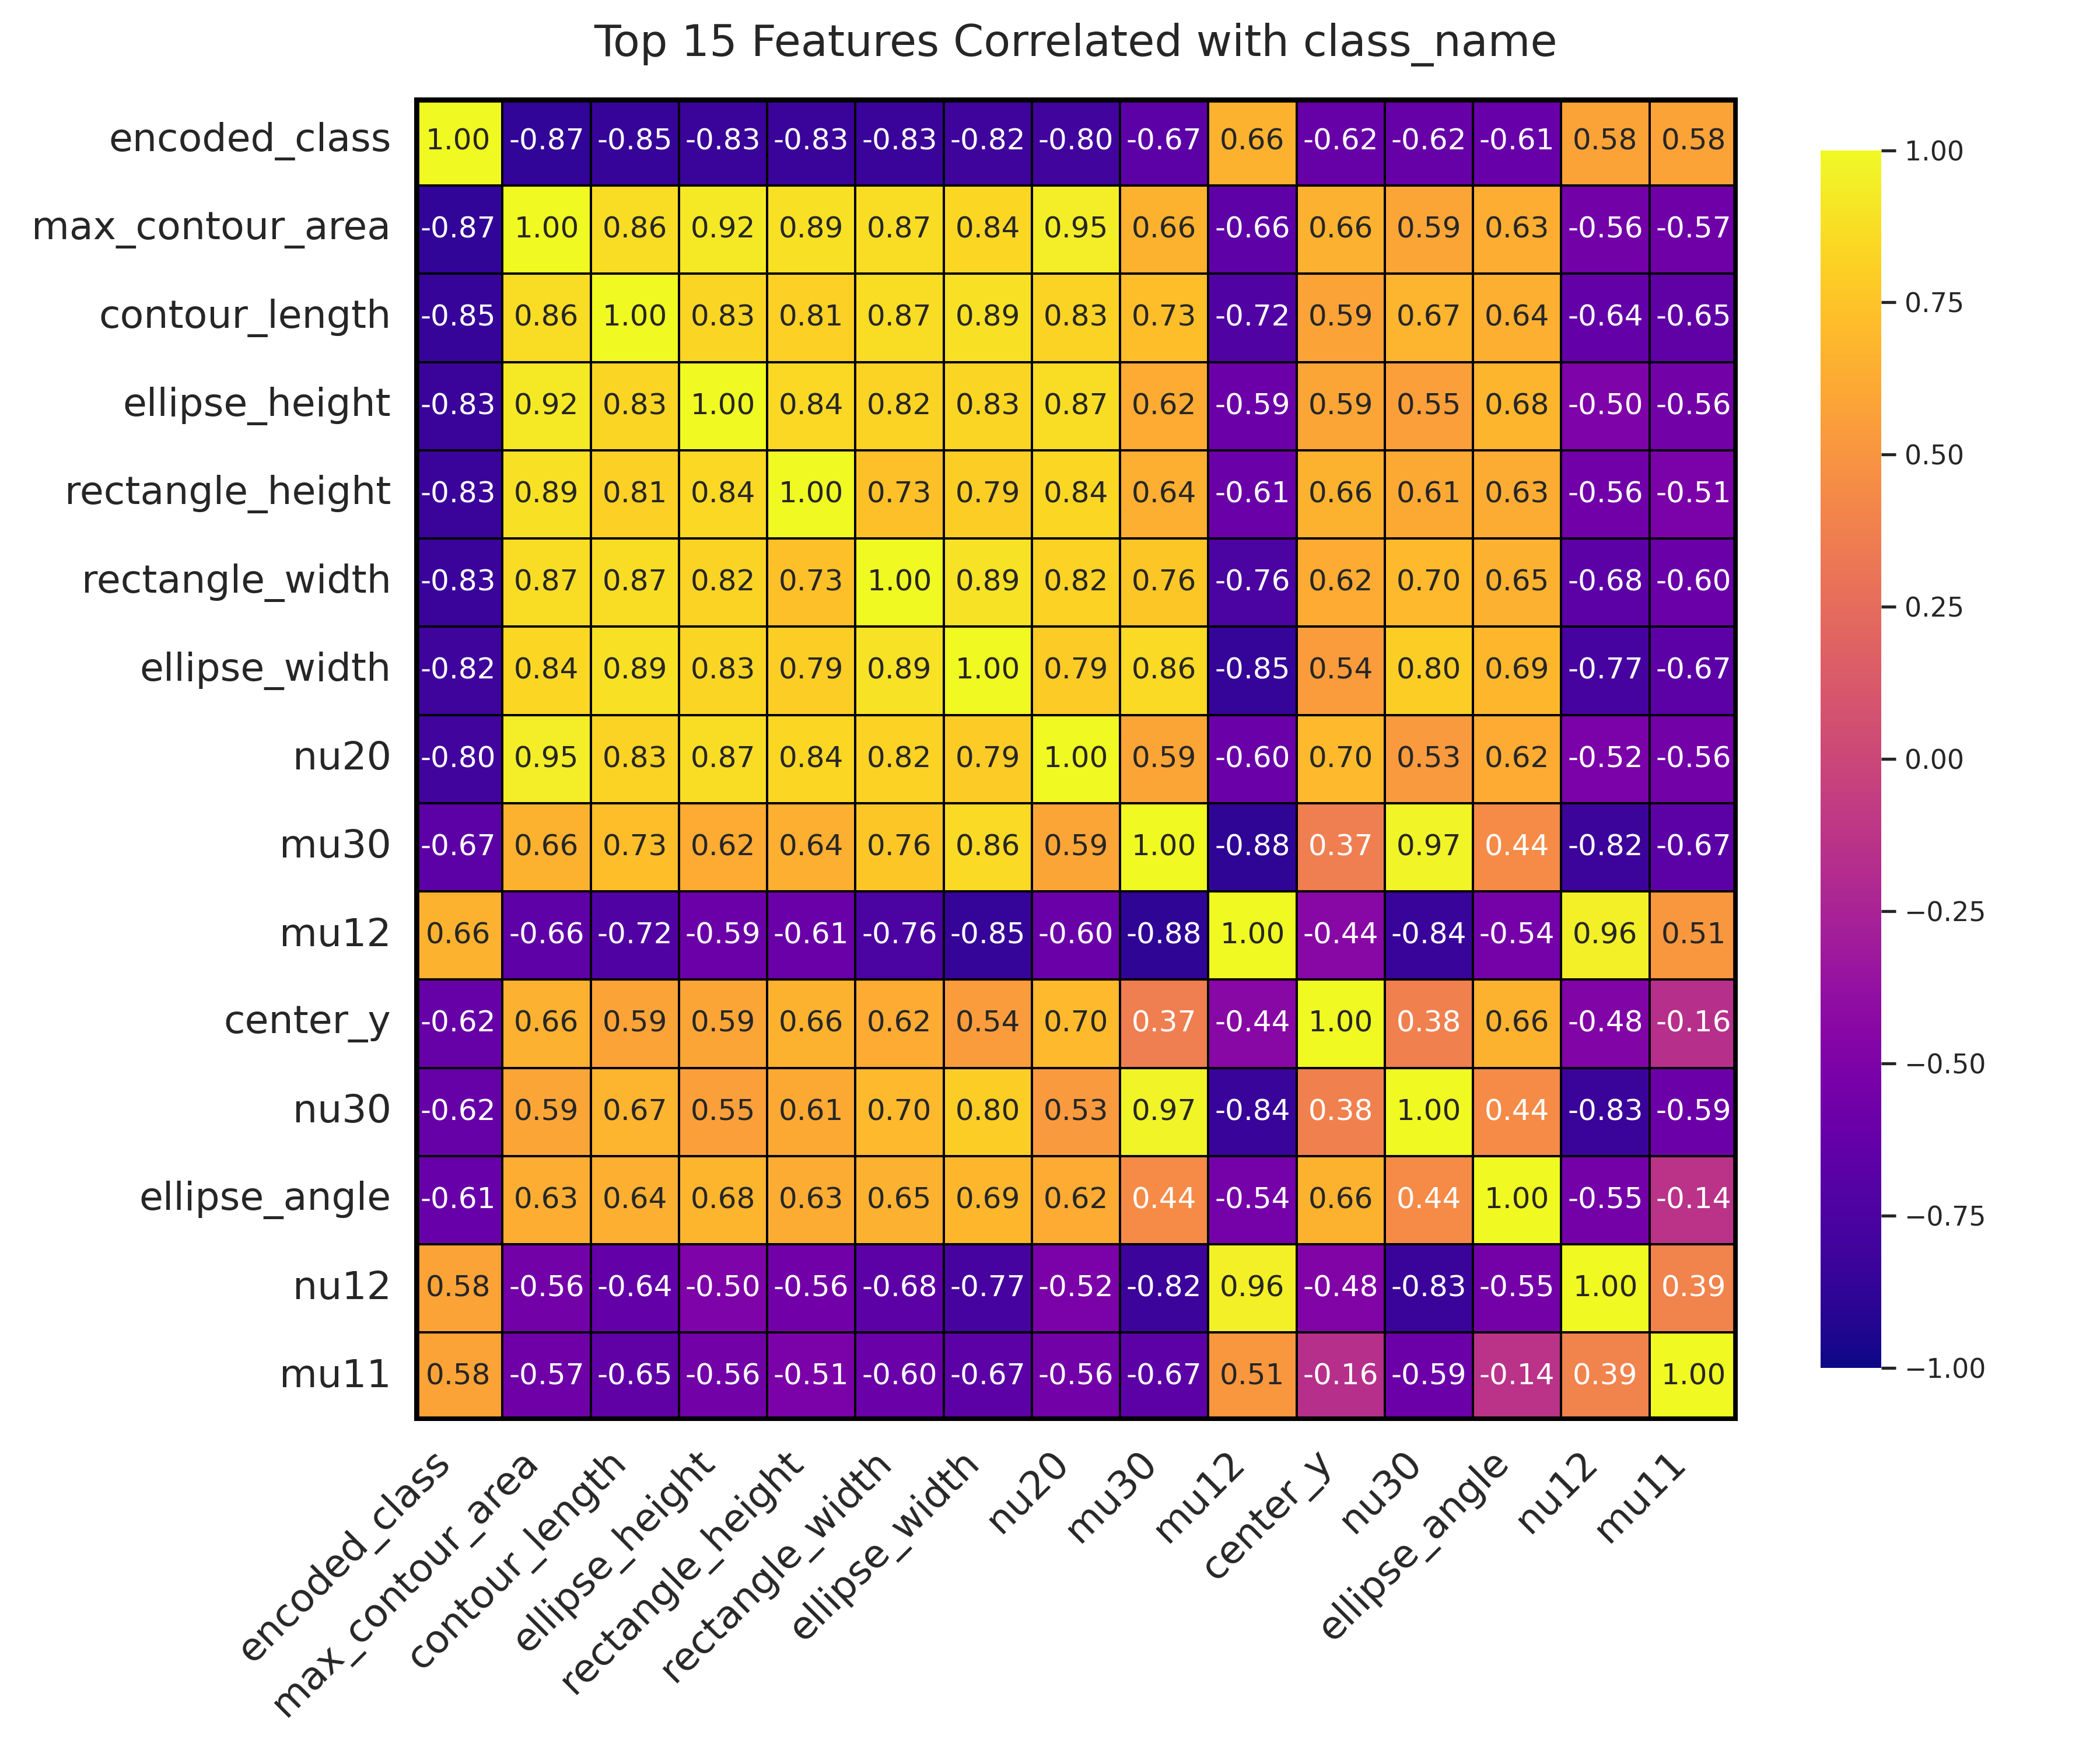 Top 15 Features Correlated with class_name
encoded_class 1.00 -0.87 -0.85 -0.83 -0.83 -0.83 -0.82 -0.80 -0.67 0.66 -0.62 -0.62 -0.61 0.58 0.58
max_contour_area -0.87 1.00 0.86 0.92 0.89 0.87 0.84 0.95 0.66 -0.66 0.66 0.59 0.63 -0.56 -0.57
contour_length -0.85 0.86 1.00 0.83 0.81 0.87 0.89 0.83 0.73 -0.72 0.59 0.67 0.64 -0.64 -0.65
ellipse_height -0.83 0.92 0.83 1.00 0.84 0.82 0.83 0.87 0.62 -0.59 0.59 0.55 0.68 -0.50 -0.56
rectangle_height -0.83 0.89 0.81 0.84 1.00 0.73 0.79 0.84 0.64 -0.61 0.66 0.61 0.63 -0.56 -0.51
rectangle_width -0.83 0.87 0.87 0.82 0.73 1.00 0.89 0.82 0.76 -0.76 0.62 0.70 0.65 -0.68 -0.60
ellipse_width -0.82 0.84 0.89 0.83 0.79 0.89 1.00 0.79 0.86 -0.85 0.54 0.80 0.69 -0.77 -0.67
nu20 -0.80 0.95 0.83 0.87 0.84 0.82 0.79 1.00 0.59 -0.60 0.70 0.53 0.62 -0.52 -0.56
mu30 -0.67 0.66 0.73 0.62 0.64 0.76 0.86 0.59 1.00 -0.88 0.37 0.97 0.44 -0.82 -0.67
mu12 0.66 -0.66 -0.72 -0.59 -0.61 -0.76 -0.85 -0.60 -0.88 1.00 -0.44 -0.84 -0.54 0.96 0.51
center_y -0.62 0.66 0.59 0.59 0.66 0.62 0.54 0.70 0.37 -0.44 1.00 0.38 0.66 -0.48 -0.16
nu30 -0.62 0.59 0.67 0.55 0.61 0.70 0.80 0.53 0.97 -0.84 0.38 1.00 0.44 -0.83 -0.59
ellipse_angle -0.61 0.63 0.64 0.68 0.63 0.65 0.69 0.62 0.44 -0.54 0.66 0.44 1.00 -0.55 -0.14
nu12 0.58 -0.56 -0.64 -0.50 -0.56 -0.68 -0.77 -0.52 -0.82 0.96 -0.48 -0.83 -0.55 1.00 0.39
mu11 0.58 -0.57 -0.65 -0.56 -0.51 -0.60 -0.67 -0.56 -0.67 0.51 -0.16 -0.59 -0.14 0.39 1.00
encoded_class
max_contour_area
contour_length
ellipse_height
rectangle_height
rectangle_width
ellipse_width
nu20
mu30
mu12
center_y
nu30
ellipse_angle
nu12
mu11
1.00
0.75
0.50
0.25
0.00
−0.25
−0.50
−0.75
−1.00